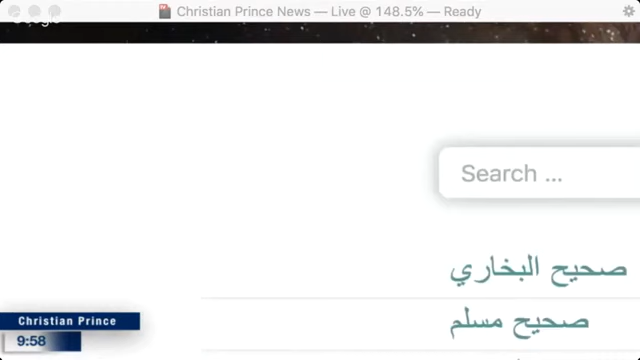 Christian Prince News — Live @ 148.5% — Ready
Search ...
صحيح البخاري
صحيح مسلم
Christian Prince
9:58